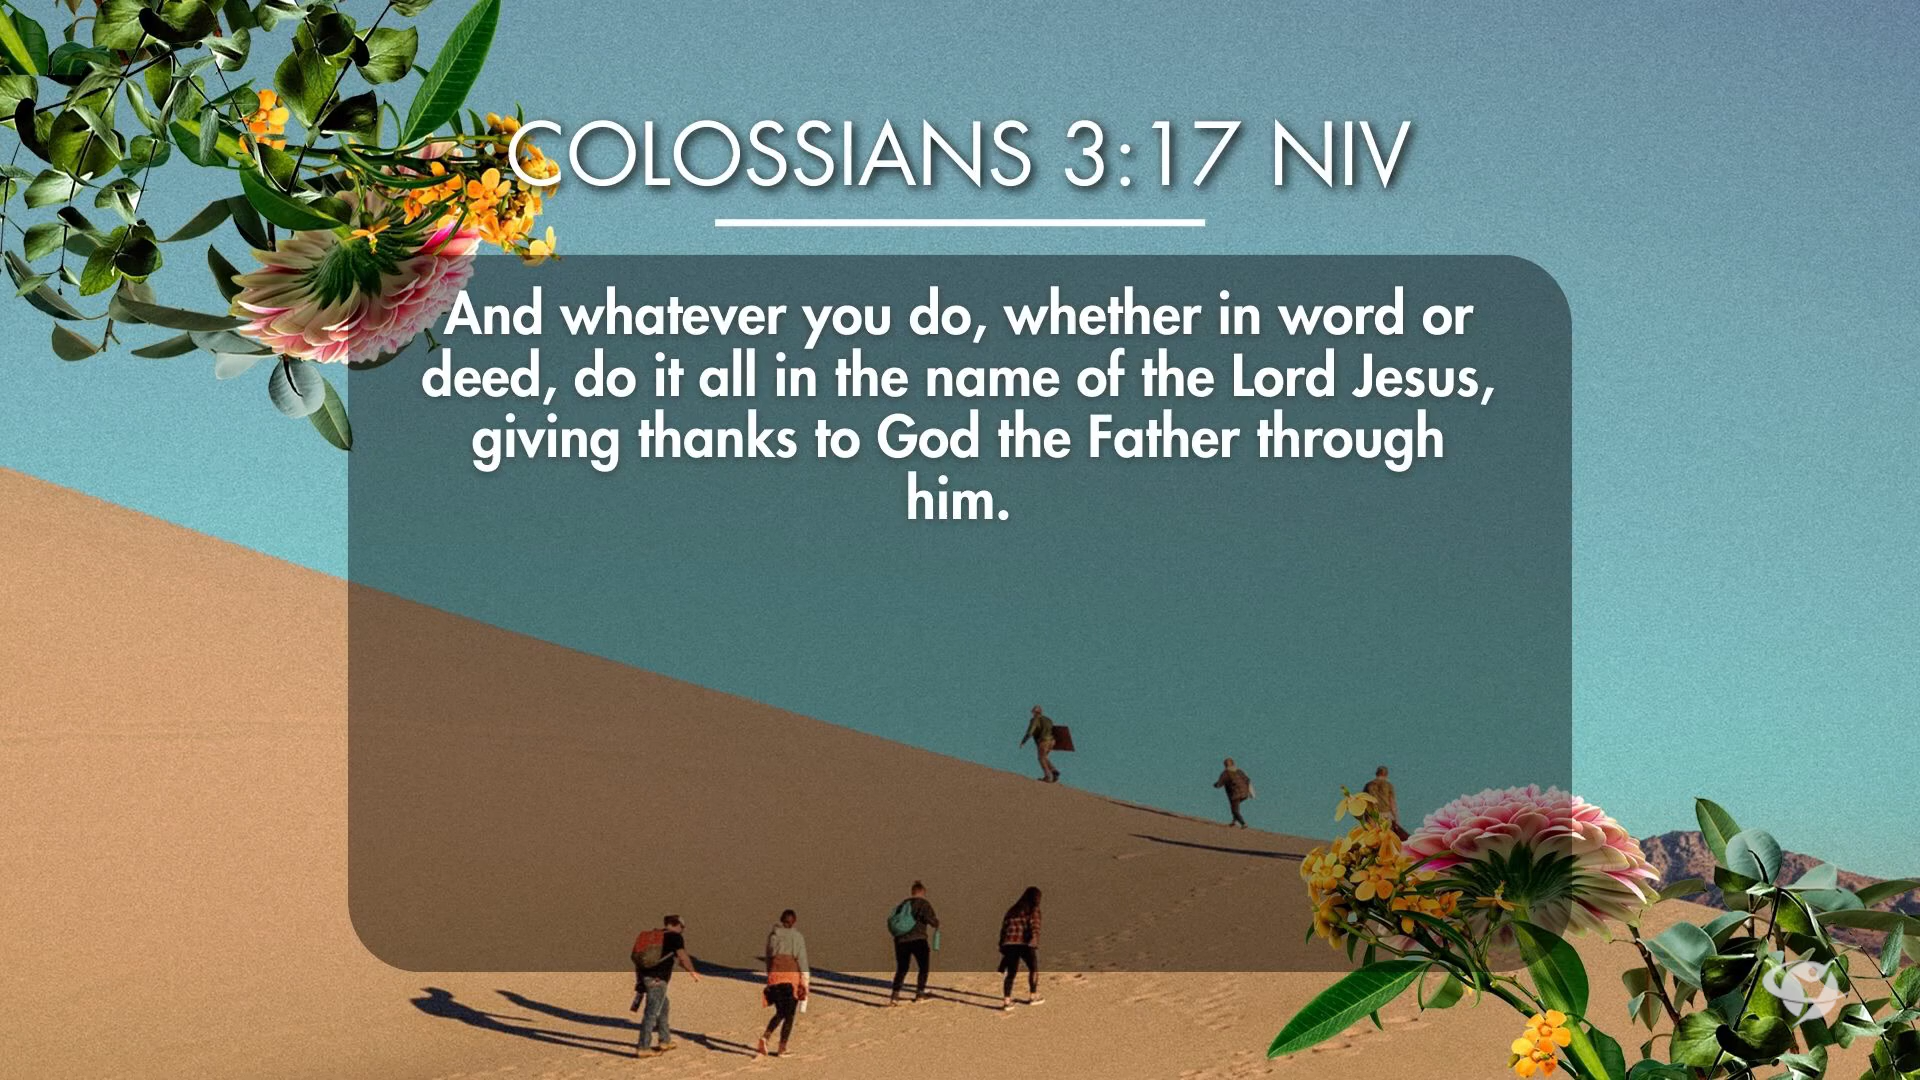 COLOSSIANS 3:17 NIV
And whatever you do, whether in word or
deed, do it all in the name of the Lord Jesus,
giving thanks to God the Father through
him.